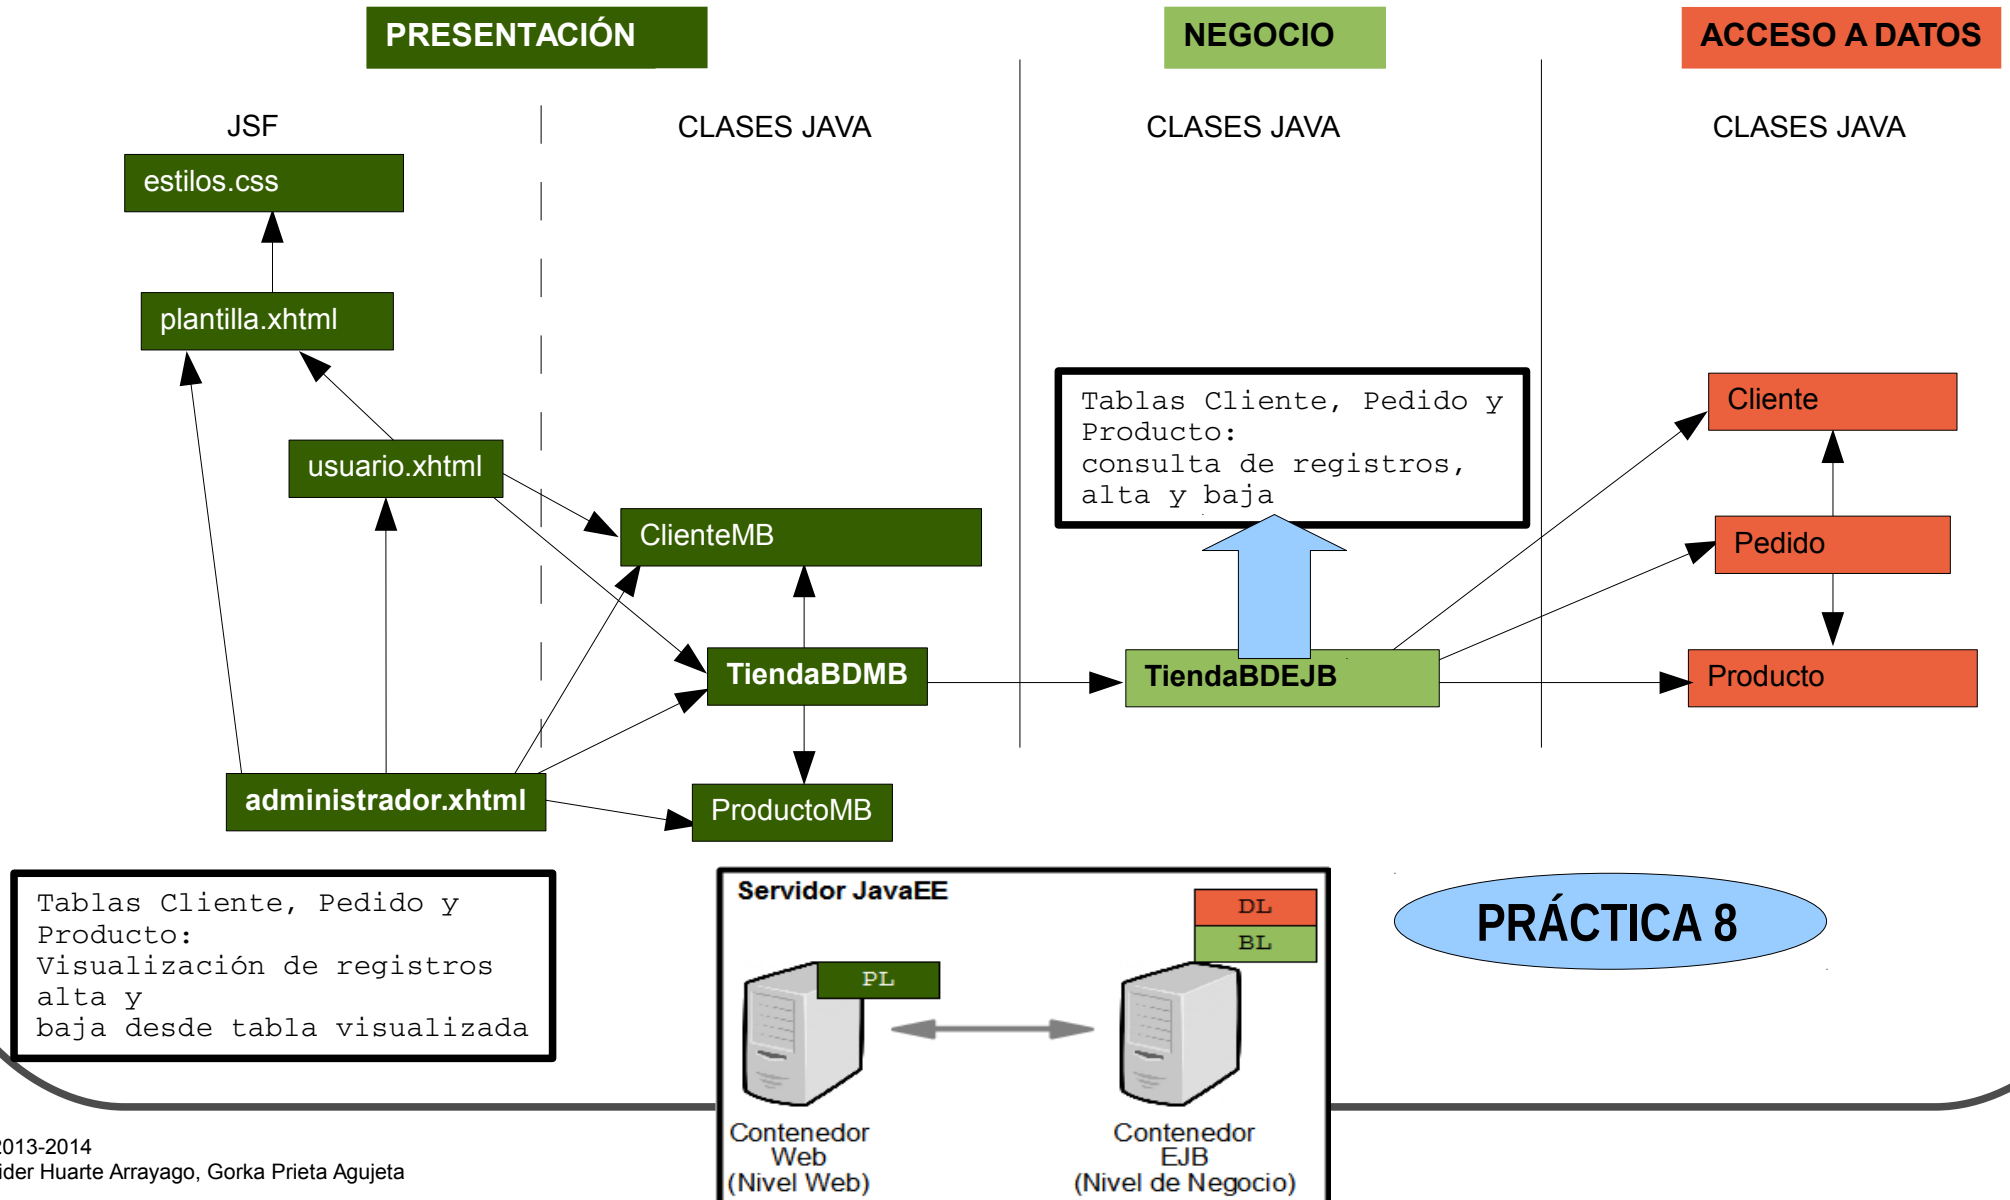 PRESENTACIÓN
NEGOCIO
ACCESO A DATOS
JSF
CLASES JAVA
CLASES JAVA
CLASES JAVA
estilos.css
plantilla.xhtml
usuario.xhtml
ClienteMB
TiendaBDMB
administrador.xhtml
ProductoMB
Tablas Cliente, Pedido y
Producto:
consulta de registros,
alta y baja
TiendaBDEJB
Cliente
Pedido
Producto
Tablas Cliente, Pedido y
Producto:
Visualización de registros
alta y
baja desde tabla visualizada
Servidor JavaEE
DL
BL
PL
Contenedor
Web
(Nivel Web)
Contenedor
EJB
(Nivel de Negocio)
PRÁCTICA 8
2013-2014
Huarte Arrayago, Gorka Prieta Agujeta